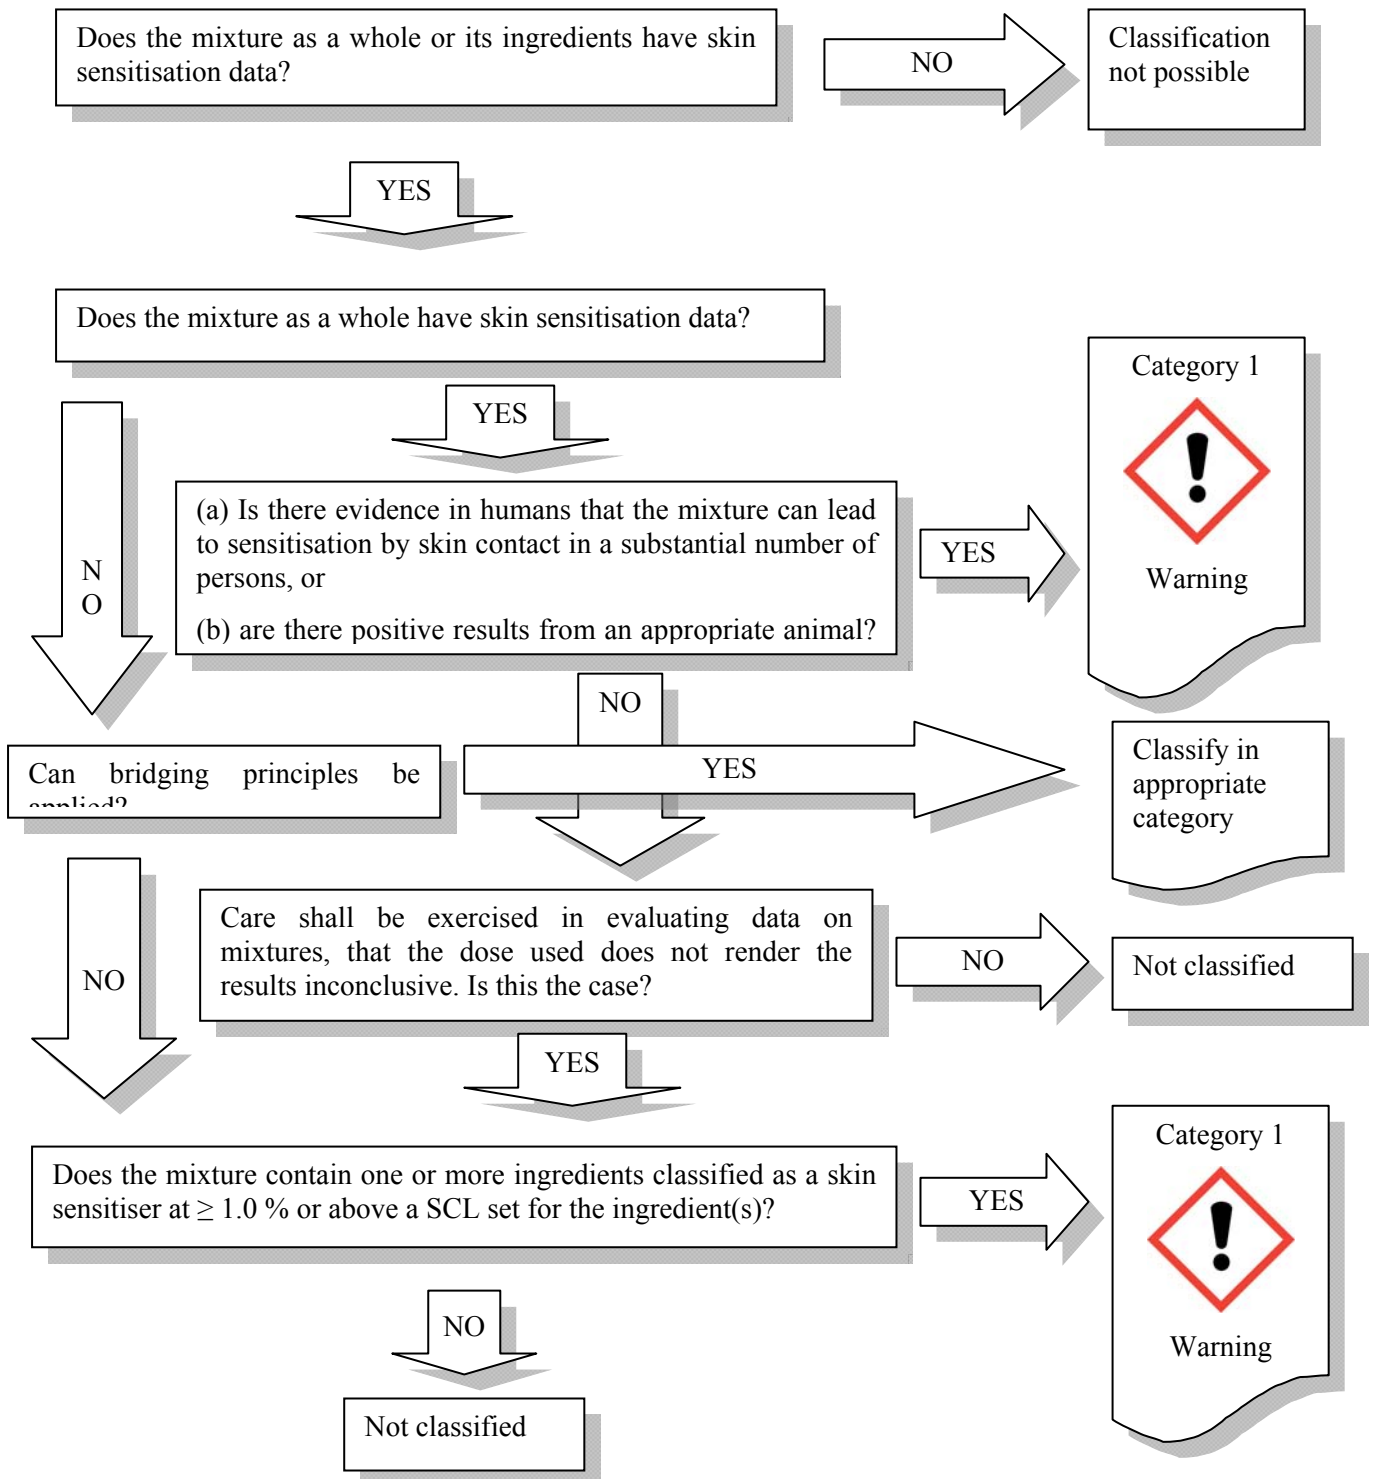 Does the mixture as a whole or its ingredients have skin
sensitisation data?
NO
Classification
not possible
YES
Does the mixture as a whole have skin sensitisation data?
YES
Category 1
Warning
N
O
(a) Is there evidence in humans that the mixture can lead
to sensitisation by skin contact in a substantial number of
persons, or
(b) are there positive results from an appropriate animal?
YES
NO
Can bridging principles be
applied?
YES
Classify in
appropriate
category
NO
Care shall be exercised in evaluating data on
mixtures, that the dose used does not render the
results inconclusive. Is this the case?
NO
Not classified
YES
Does the mixture contain one or more ingredients classified as a skin
sensitiser at ≥ 1.0 % or above a SCL set for the ingredient(s)?
YES
Category 1
Warning
NO
Not classified